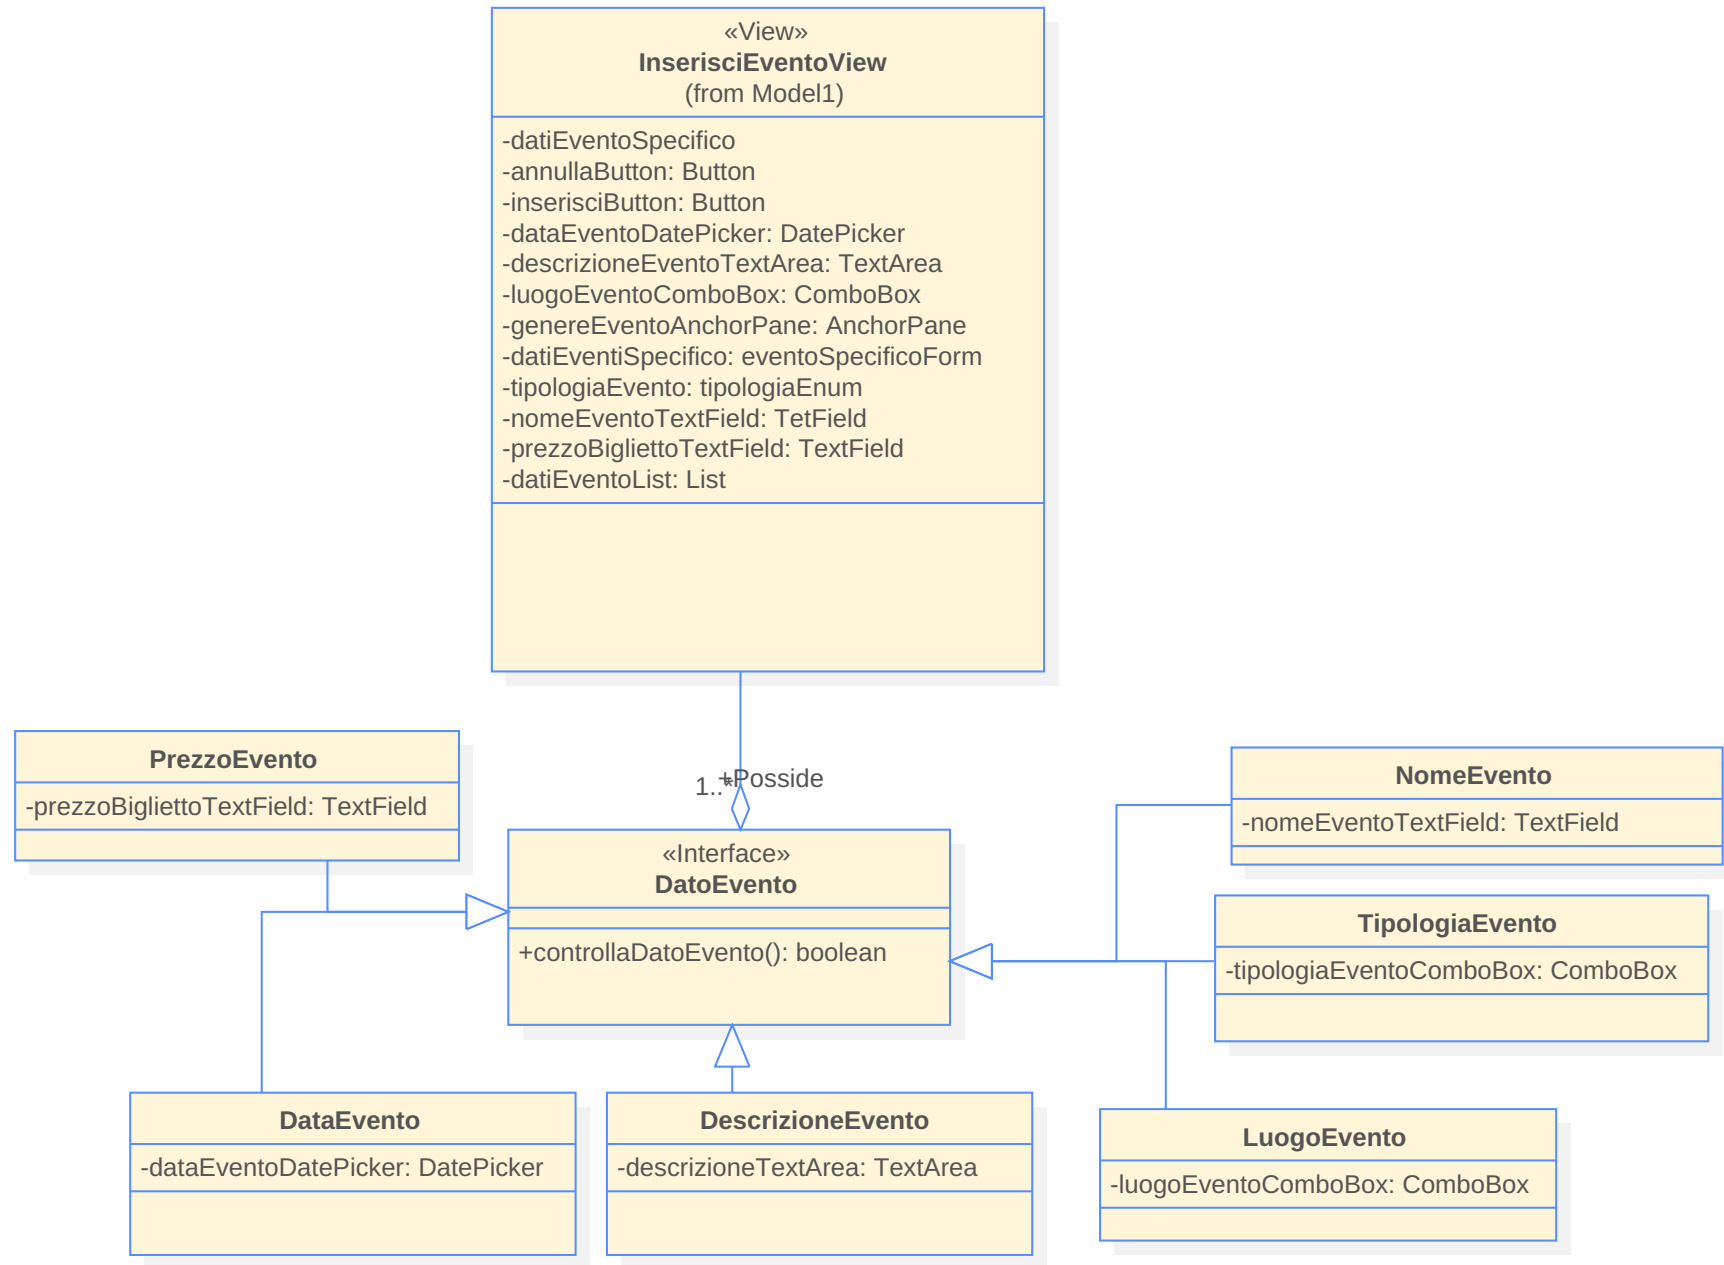 «View»
InserisciEventoView
(from Model1)
-datiEventoSpecifico
-annullaButton: Button
-inserisciButton: Button
-dataEventoDatePicker: DatePicker
-descrizioneEventoTextArea: TextArea
-luogoEventoComboBox: ComboBox
-genereEventoAnchorPane: AnchorPane
-datiEventiSpecifico: eventoSpecificoForm
-tipologiaEvento: tipologiaEnum
-nomeEventoTextField: TetField
-prezzoBigliettoTextField: TextField
-datiEventoList: List
1..*
+Posside
PrezzoEvento
-prezzoBigliettoTextField: TextField
NomeEvento
-nomeEventoTextField: TextField
«Interface»
DatoEvento
+controllaDatoEvento(): boolean
TipologiaEvento
-tipologiaEventoComboBox: ComboBox
DataEvento
-dataEventoDatePicker: DatePicker
DescrizioneEvento
-descrizioneTextArea: TextArea
LuogoEvento
-luogoEventoComboBox: ComboBox